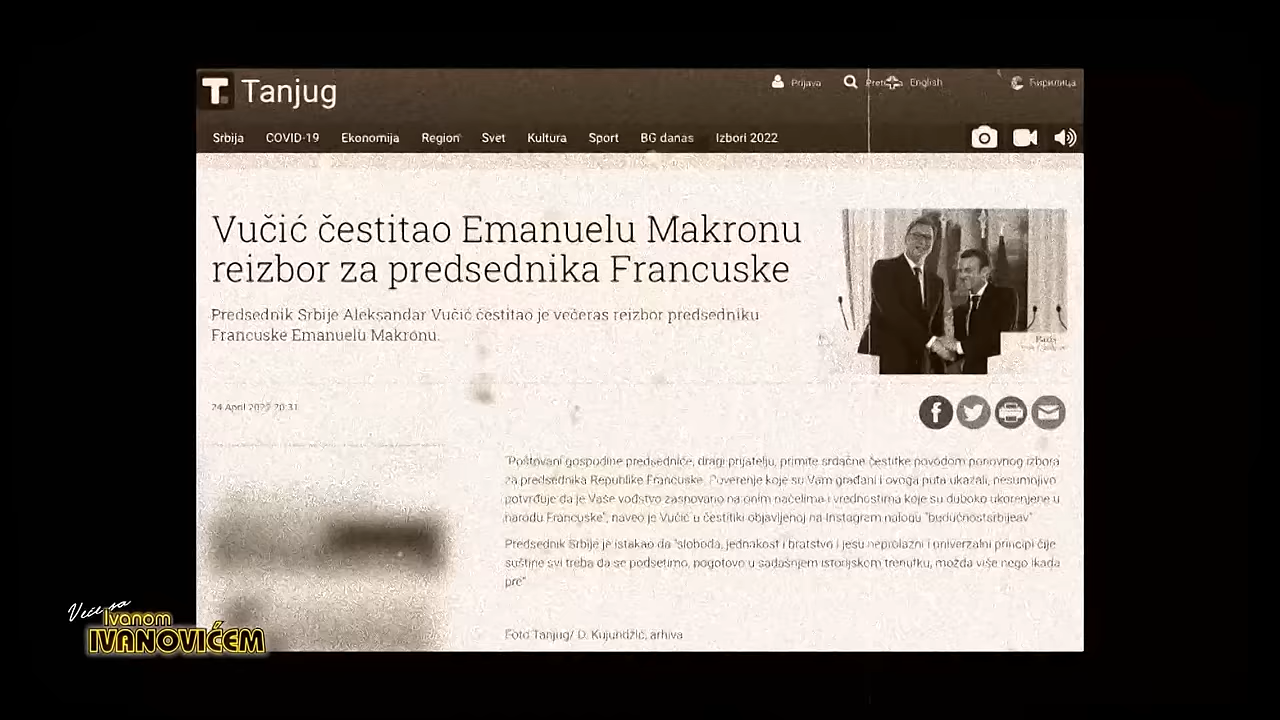 Tanjug
Prijava
English
Ћирилица
Srbija COVID-19 Ekonomija Region Svet Kultura Sport BG danas Izbori 2022
Vučić čestitao Emanuelu Makronu
reizbor za predsednika Francuske
Predsednik Srbije Aleksandar Vučić čestitao je večeras reizbor predsedniku
Francuske Emanuelu Makronu.
24 April 2022 20:31
"Poštovani gospodine predsedniče, dragi prijatelju, primite srdačne čestitke povodom ponovnog izbora
za predsednika Republike Francuske. Poverenje koje su Vam građani i ovoga puta ukazali, nesumnjivo
potvrđuje da je Vaše vođstvo zasnovano na onim načelima i vrednostima koje su duboko ukorenjene u
narodu Francuske", naveo je Vučić u čestitki objavljenoj na Instagram nalogu "buducnostsrbijeav"
Predsednik Srbije je istakao da "sloboda, jednakost i bratstvo i jesu neprolazni i univerzalni principi čije
suštine svi treba da se podsetimo, pogotovo u sadašnjem istorijskom trenutku, možda više nego ikada
pre"
Foto Tanjug/ D. Kujundžić, arhiva
Veče sa
Ivanom
IVANOVIĆEM